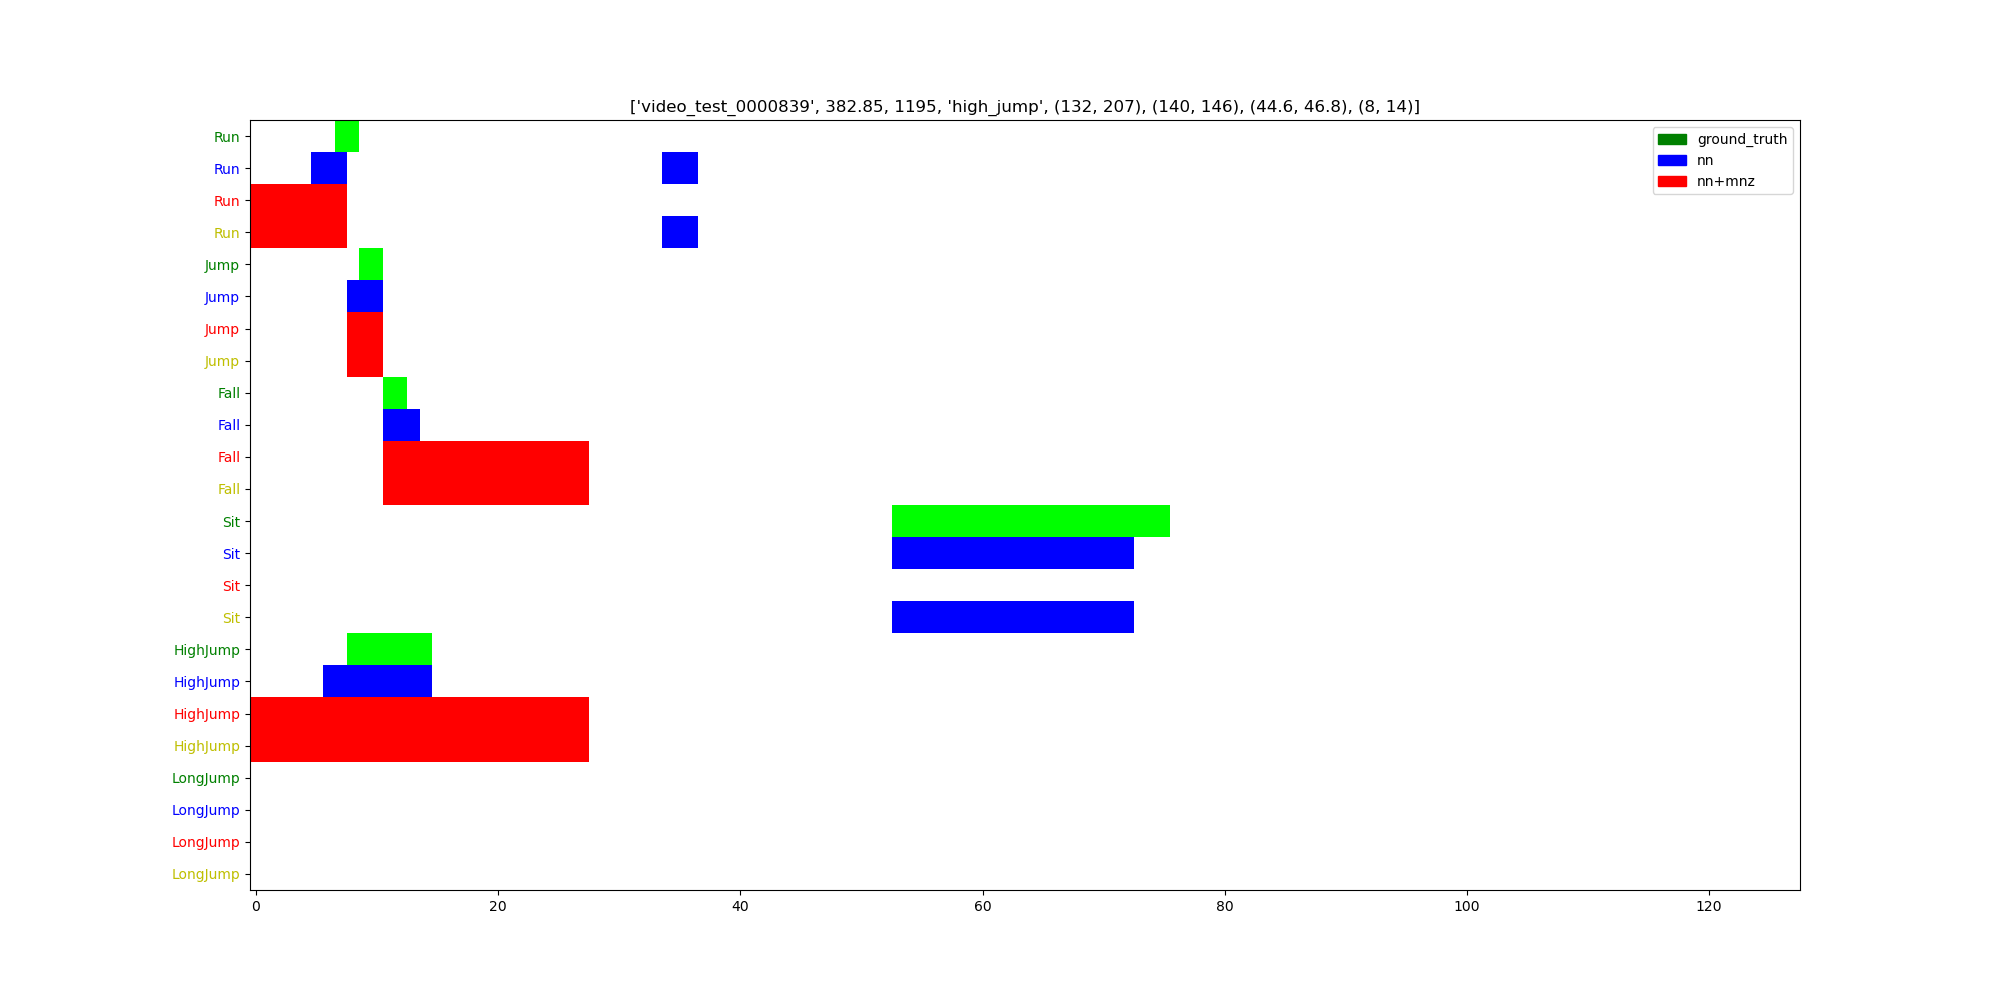 ['video_test_0000839', 382.85, 1195, 'high_jump', (132, 207), (140, 146), (44.6, 46.8), (8, 14)]
ground_truth
nn
nn+mnz
Run
Run
Run
Run
Jump
Jump
Jump
Jump
Fall
Fall
Fall
Fall
Sit
Sit
Sit
Sit
HighJump
HighJump
HighJump
HighJump
LongJump
LongJump
LongJump
LongJump
0 20 40 60 80 100 120